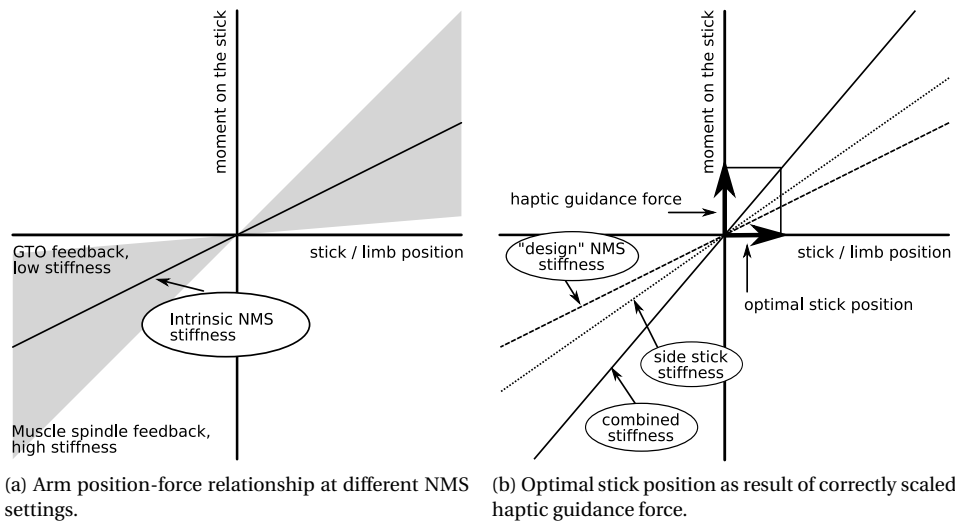 moment on the stick
GTO feedback,
low stiffness
stick / limb position
Intrinsic NMS
stiffness
Muscle spindle feedback,
high stiffness
(a) Arm position-force relationship at different NMS
settings.
moment on the stick
haptic guidance force
"design" NMS
stiffness
stick / limb position
optimal stick position
side stick
stiffness
combined
stiffness
(b) Optimal stick position as result of correctly scaled
haptic guidance force.